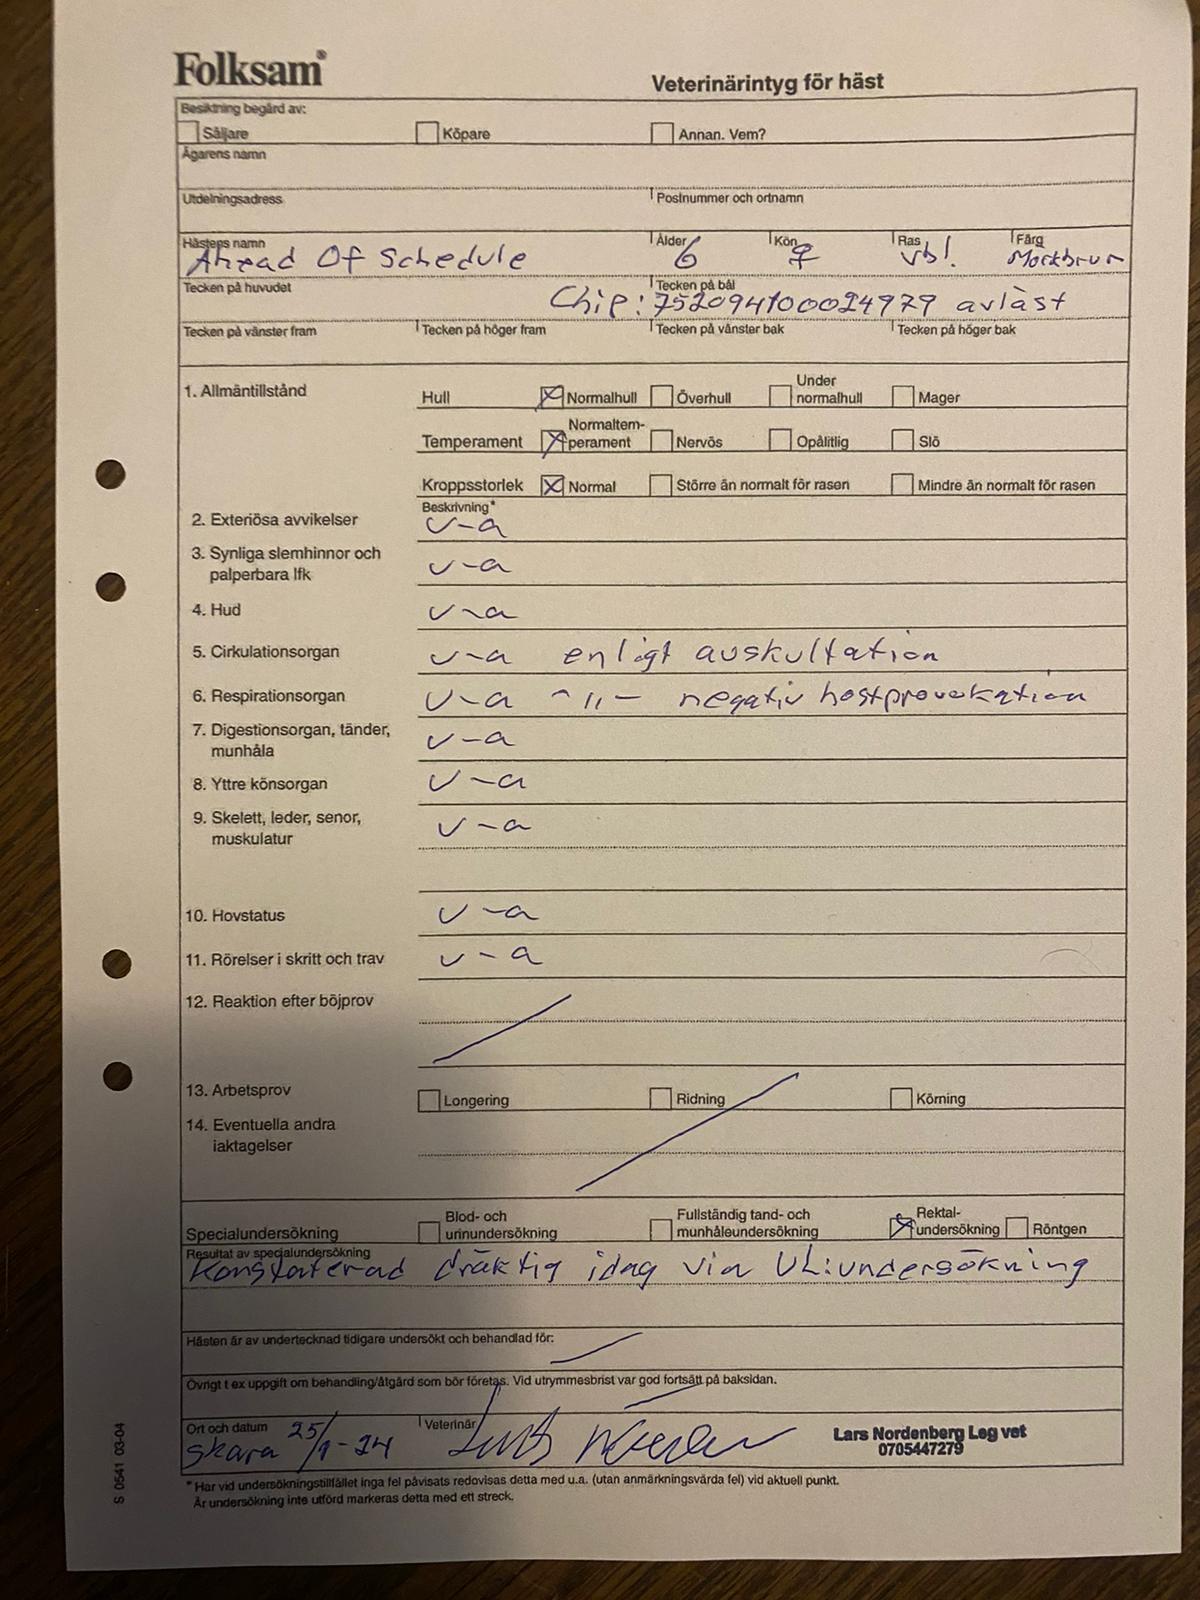 Folksam®
Veterinärintyg för häst
Besiktning begärd av:
Säljare Köpare Annan. Vem?
Ägarens namn
Utdelningsadress Postnummer och ortnamn
Hästens namn Ålder Kön Ras Färg
Ahead Of Schedule 6 ♀ vbl. Mörkbrun
Tecken på huvudet Tecken på bål
Chip: 752094100024979 avläst
Tecken på vänster fram Tecken på höger fram Tecken på vänster bak Tecken på höger bak
1. Allmäntillstånd Hull Normalhull Överhull Under normalhull Mager
Temperament Normaltem-perament Nervös Opålitlig Slö
Kroppsstorlek Normal Större än normalt för rasen Mindre än normalt för rasen
Beskrivning*
2. Exteriösa avvikelser u-a
3. Synliga slemhinnor och
palperbara lfk u-a
4. Hud u-a
5. Cirkulationsorgan u-a enligt auskultation
6. Respirationsorgan u-a -"- negativ hostprovokation
7. Digestionsorgan, tänder,
munhåla u-a
8. Yttre könsorgan u-a
9. Skelett, leder, senor,
muskulatur u-a
10. Hovstatus u-a
11. Rörelser i skritt och trav u-a
12. Reaktion efter böjprov
13. Arbetsprov Longering Ridning Körning
14. Eventuella andra
iaktagelser
Specialundersökning Blod- och urinundersökning Fullständig tand- och munhåleundersökning Rektal-undersökning Röntgen
Resultat av specialundersökning
Konstaterad dräktig idag via UL:undersökning
Hästen är av undertecknad tidigare undersökt och behandlad för:
Övrigt t ex uppgift om behandling/åtgärd som bör företas. Vid utrymmesbrist var god fortsätt på baksidan.
Ort och datum Veterinär
Skara 25/9-24
Lars Nordenberg Leg vet
0705447279
* Har vid undersökningstillfället inga fel påvisats redovisas detta med u.a. (utan anmärkningsvärda fel) vid aktuell punkt.
Är undersökning inte utförd markeras detta med ett streck.
S 0541 03-04